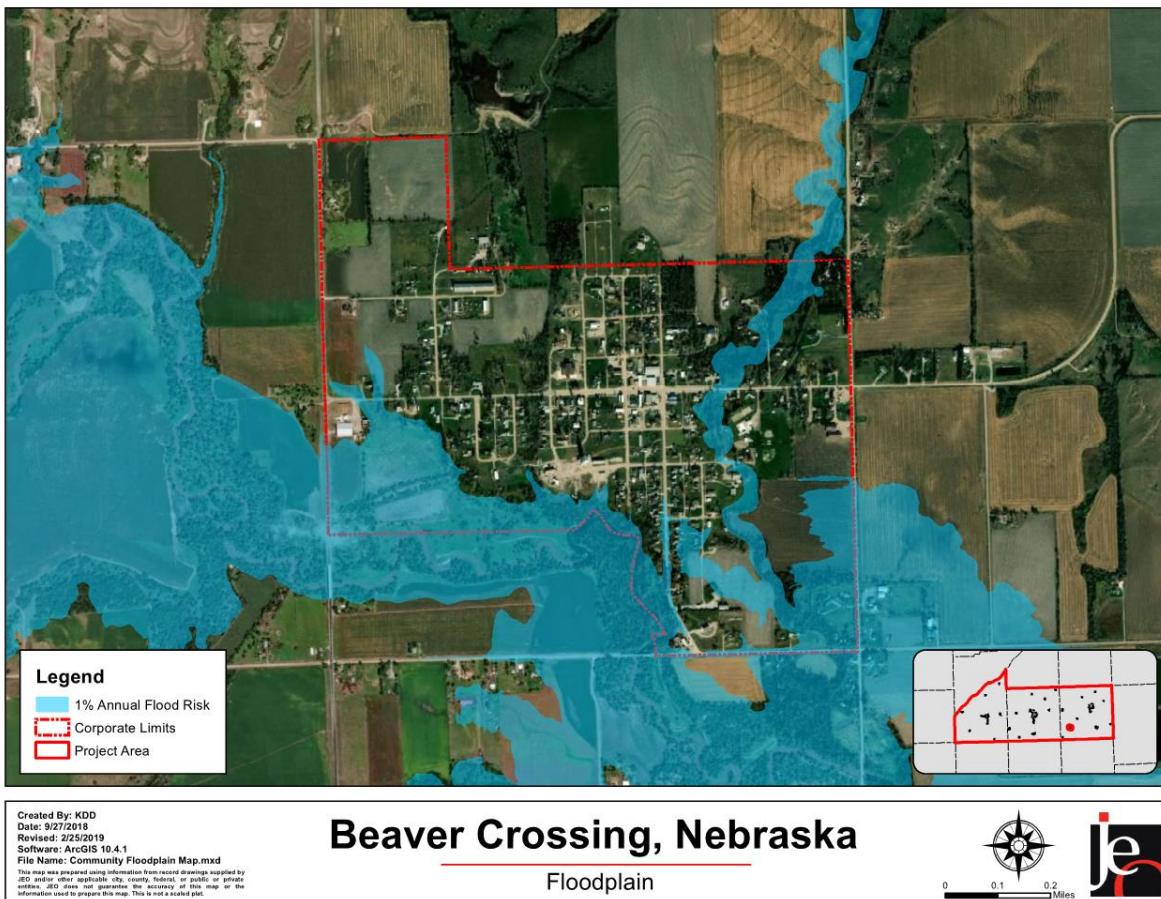 Legend
1% Annual Flood Risk
Corporate Limits
Project Area
Created By: KDD
Date: 9/27/2018
Revised: 2/25/2019
Software: ArcGIS 10.4.1
File Name: Community Floodplain Map.mxd
This map was prepared using information from record drawings supplied by
JEO and/or other applicable city, county, federal, or public or private
entities. JEO does not guarantee the accuracy of this map or the
information used to prepare this map. This is not a scaled plat.
Beaver Crossing, Nebraska
Floodplain
0 0.1 0.2
Miles
jeo